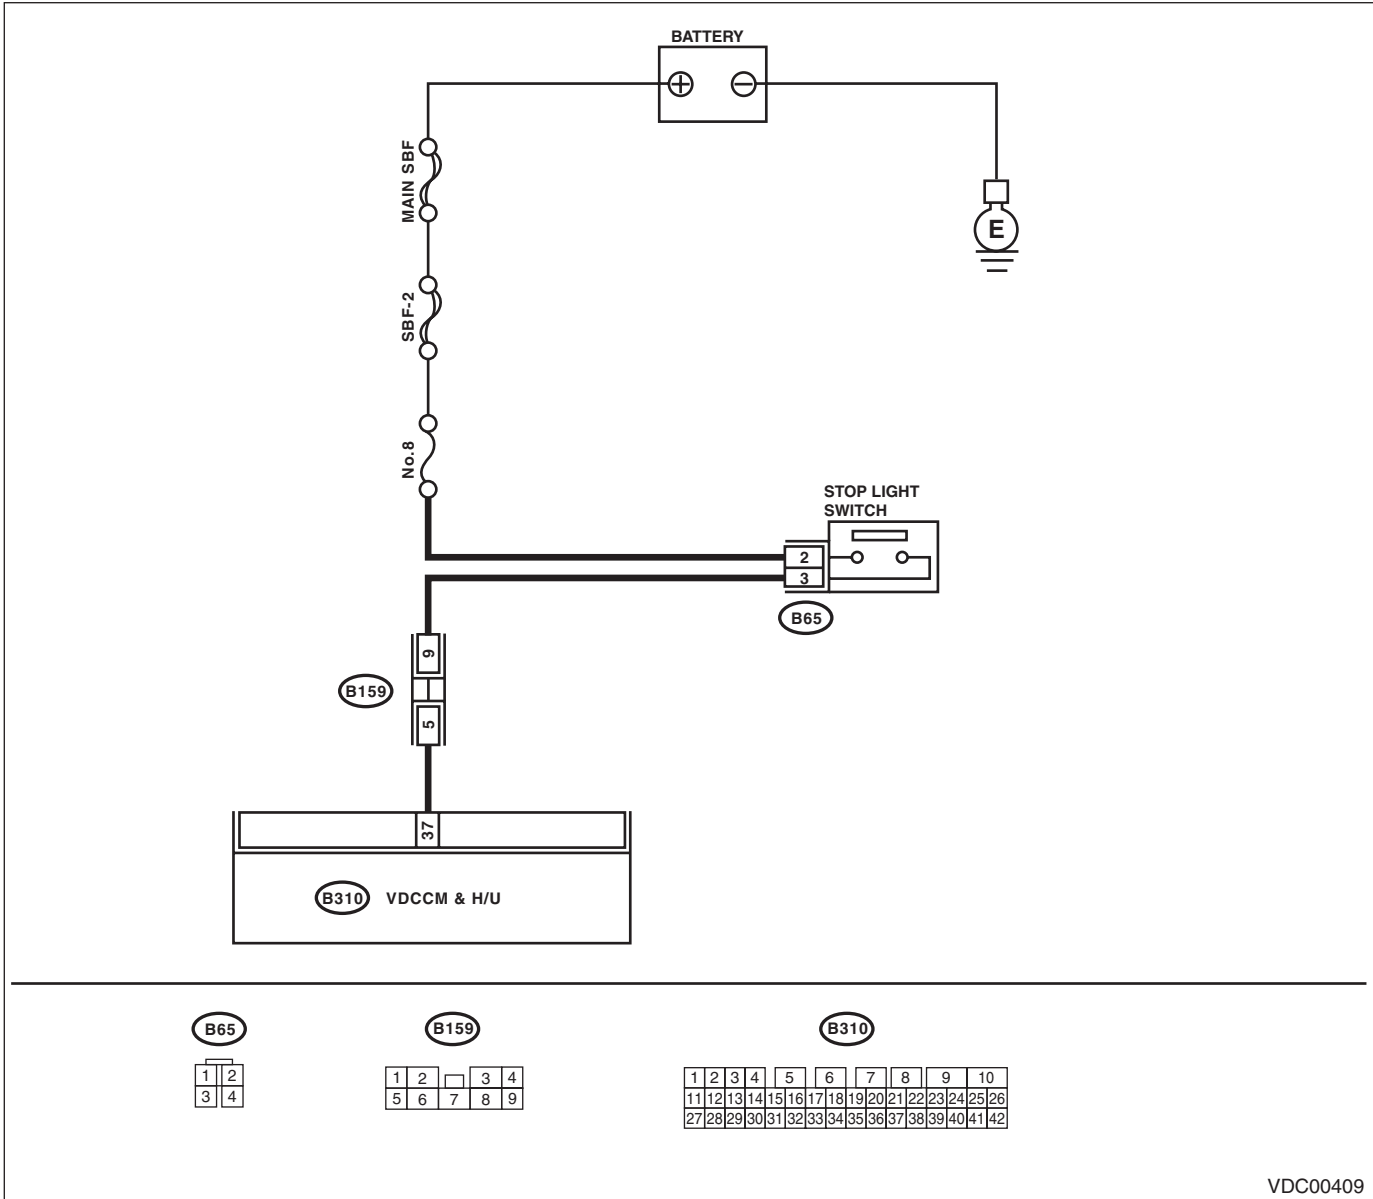 BATTERY
MAIN SBF
E
SBF-2
No.8
STOP LIGHT
SWITCH
2
3
B65
9
B159
5
37
B310 VDCCM & H/U
B65
1 2
3 4
B159
1 2 3 4
5 6 7 8 9
B310
1 2 3 4 5 6 7 8 9 10
11 12 13 14 15 16 17 18 19 20 21 22 23 24 25 26
27 28 29 30 31 32 33 34 35 36 37 38 39 40 41 42
VDC00409